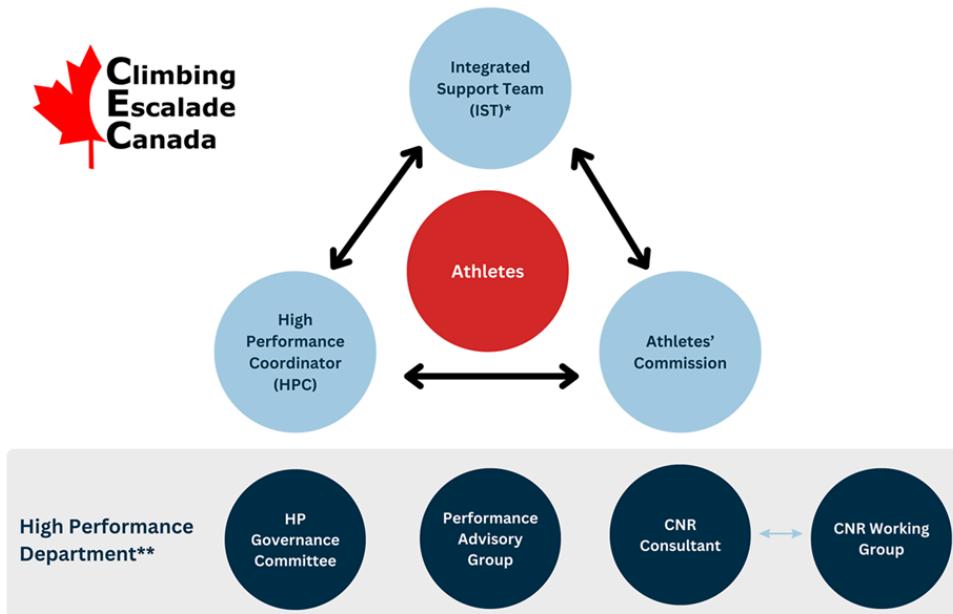 Climbing
Escalade
Canada
Integrated
Support Team
(IST)*
Athletes
High
Performance
Coordinator
(HPC)
Athletes’
Commission
High Performance
Department**
HP
Governance
Committee
Performance
Advisory
Group
CNR
Consultant
CNR Working
Group